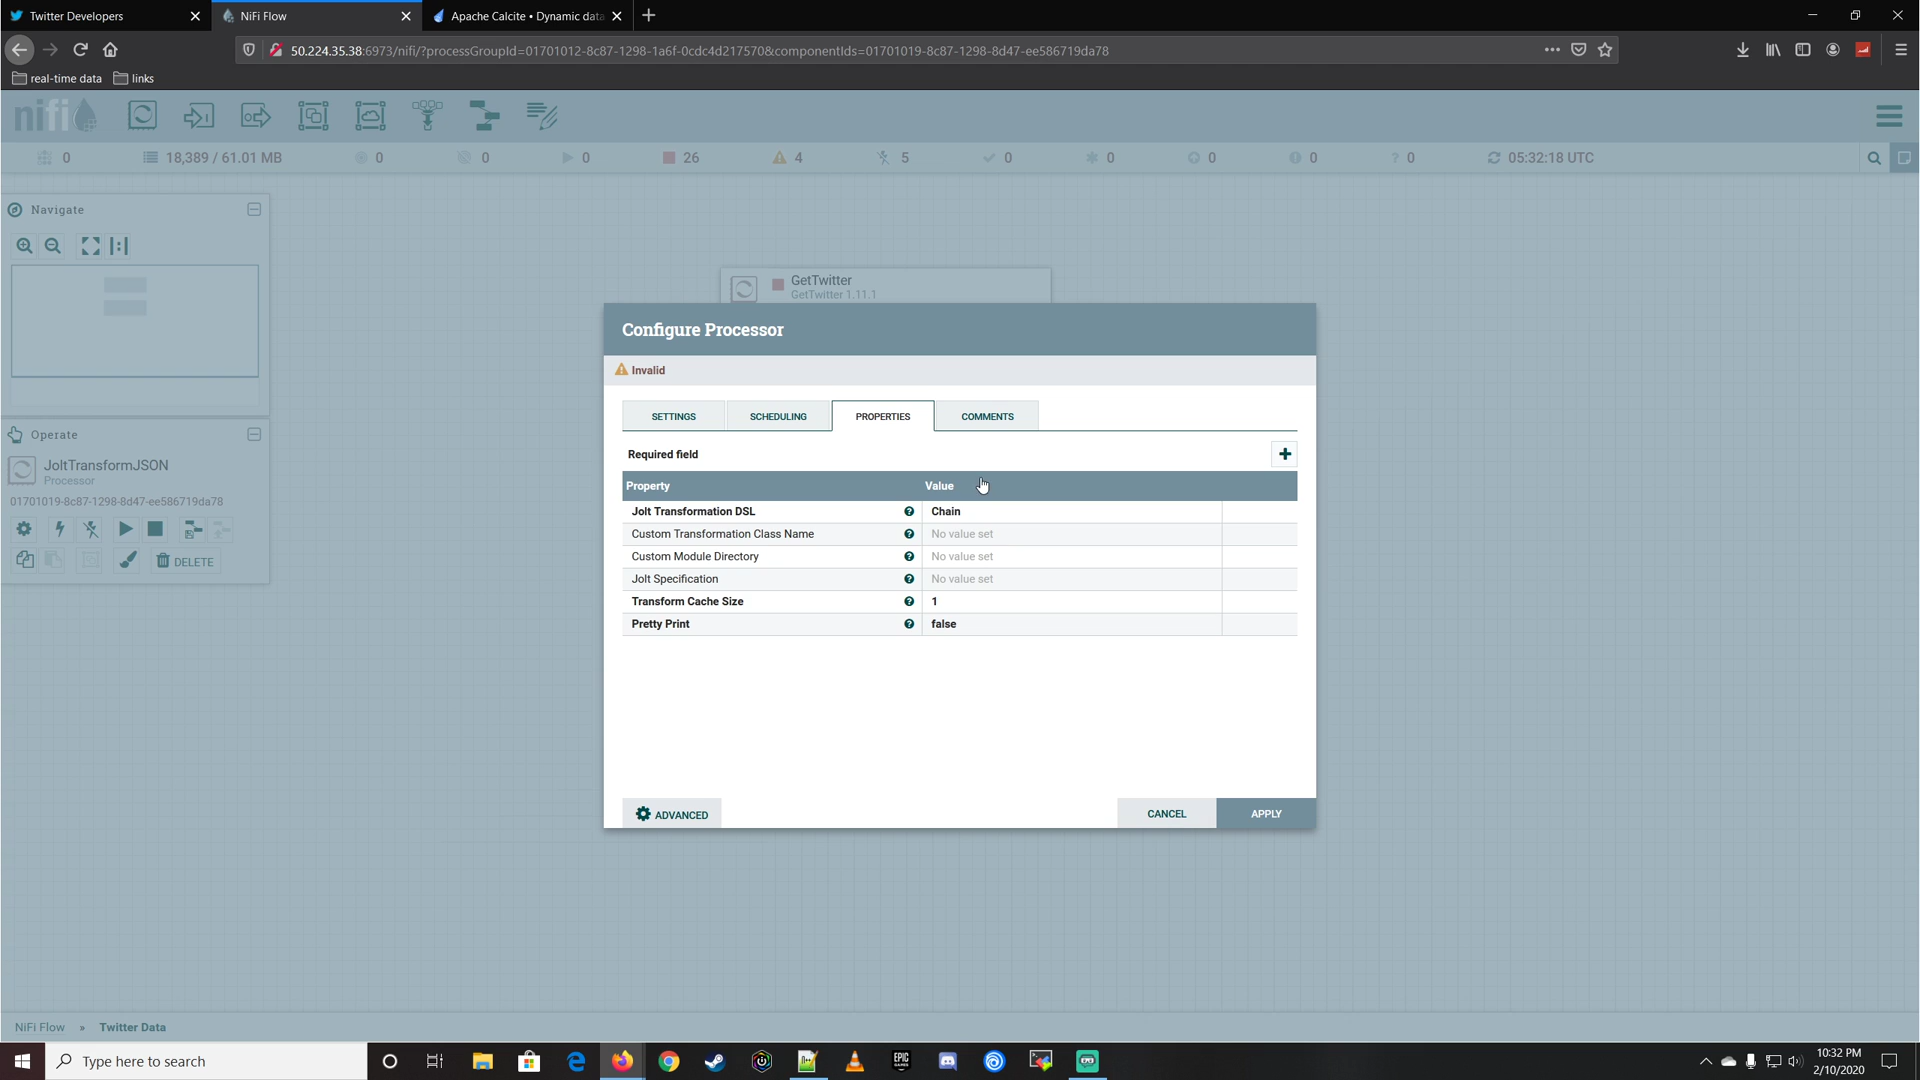 Twitter Developers
NiFi Flow
Apache Calcite • Dynamic data
50.224.35.38:6973/nifi/?processGroupId=01701012-8c87-1298-1a6f-0cdc4d217570&componentIds=01701019-8c87-1298-8d47-ee586719da78
real-time data
links
nifi
0
18,389 / 61.01 MB
0
0
0
26
4
5
0
0
0
0
? 0
05:32:18 UTC
Navigate
GetTwitter
GetTwitter 1.11.1
Configure Processor
Invalid
SETTINGS
SCHEDULING
PROPERTIES
COMMENTS
Required field
Property
Value
Jolt Transformation DSL
Chain
Custom Transformation Class Name
No value set
Custom Module Directory
No value set
Jolt Specification
No value set
Transform Cache Size
1
Pretty Print
false
ADVANCED
CANCEL
APPLY
Operate
JoltTransformJSON
Processor
01701019-8c87-1298-8d47-ee586719da78
DELETE
NiFi Flow » Twitter Data
Type here to search
EPIC
GAMES
10:32 PM
2/10/2020